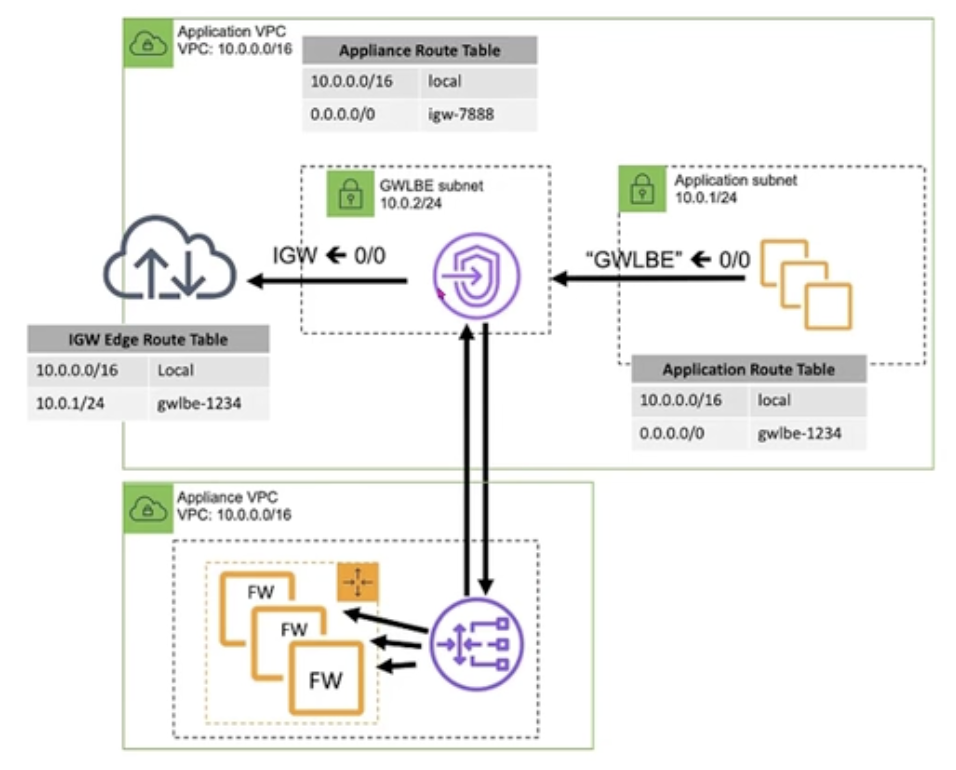 Application VPC
VPC: 10.0.0.0/16
Appliance Route Table
10.0.0.0/16 local
0.0.0.0/0 igw-7888
GWLBE subnet
10.0.2/24
Application subnet
10.0.1/24
IGW ← 0/0
“GWLBE” ← 0/0
IGW Edge Route Table
10.0.0.0/16 Local
10.0.1/24 gwlbe-1234
Application Route Table
10.0.0.0/16 local
0.0.0.0/0 gwlbe-1234
Appliance VPC
VPC: 10.0.0.0/16
FW
FW
FW